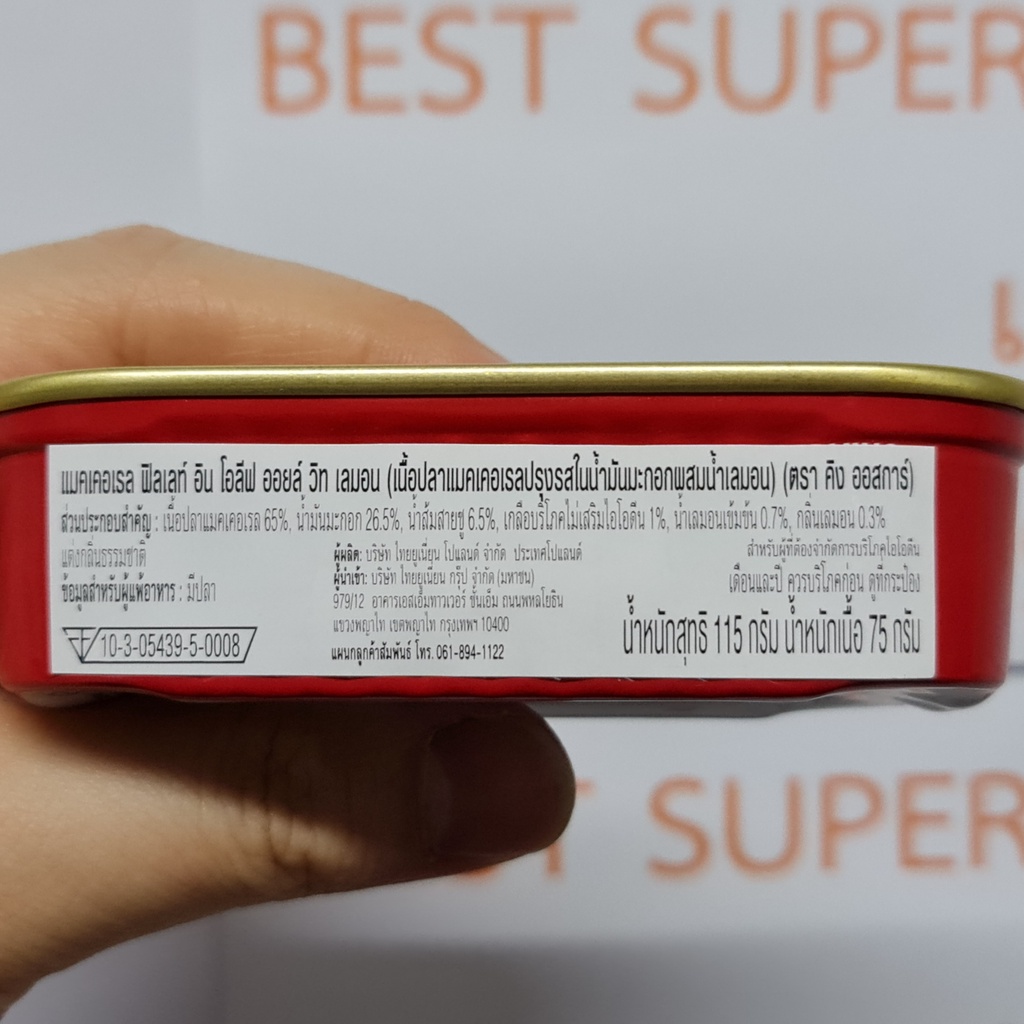 BEST SUPER
แมคเคอเรล ฟิลเลท์ อิน โอลีฟ ออยล์ วิท เลมอน (เนื้อปลาแมคเคอเรลปรุงรสในน้ำมันมะกอกผสมน้ำเลมอน) (ตรา คิง ออสการ์)
ส่วนประกอบสำคัญ : เนื้อปลาแมคเคอเรล 65%, น้ำมันมะกอก 26.5%, น้ำส้มสายชู 6.5%, เกลือบริโภคไม่เสริมไอโอดีน 1%, น้ำเลมอนเข้มข้น 0.7%, กลิ่นเลมอน 0.3%
แต่งกลิ่นธรรมชาติ
ข้อมูลสำหรับผู้แพ้อาหาร : มีปลา
10-3-05439-5-0008
ผู้ผลิต: บริษัท ไทยยูเนี่ยน โปแลนด์ จำกัด ประเทศโปแลนด์
ผู้นำเข้า: บริษัท ไทยยูเนี่ยน กรุ๊ป จำกัด (มหาชน)
979/12 อาคารเอสเอ็มทาวเวอร์ ชั้นเอ็ม ถนนพหลโยธิน
แขวงพญาไท เขตพญาไท กรุงเทพฯ 10400
แผนกลูกค้าสัมพันธ์ โทร. 061-894-1122
สำหรับผู้ที่ต้องจำกัดการบริโภคไอโอดีน
เดือนและปี ควรบริโภคก่อน ดูที่กระป๋อง
น้ำหนักสุทธิ 115 กรัม น้ำหนักเนื้อ 75 กรัม
SUPER